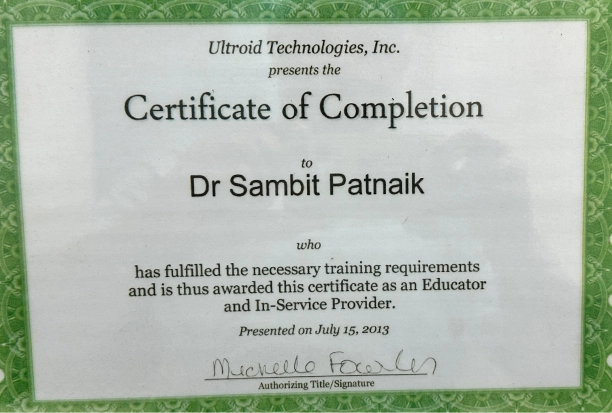 Ultroid Technologies, Inc.
presents the
Certificate of Completion
to
Dr Sambit Patnaik
who
has fulfilled the necessary training requirements
and is thus awarded this certificate as an Educator
and In-Service Provider.
Presented on July 15, 2013
Michelle Fowler
Authorizing Title/Signature